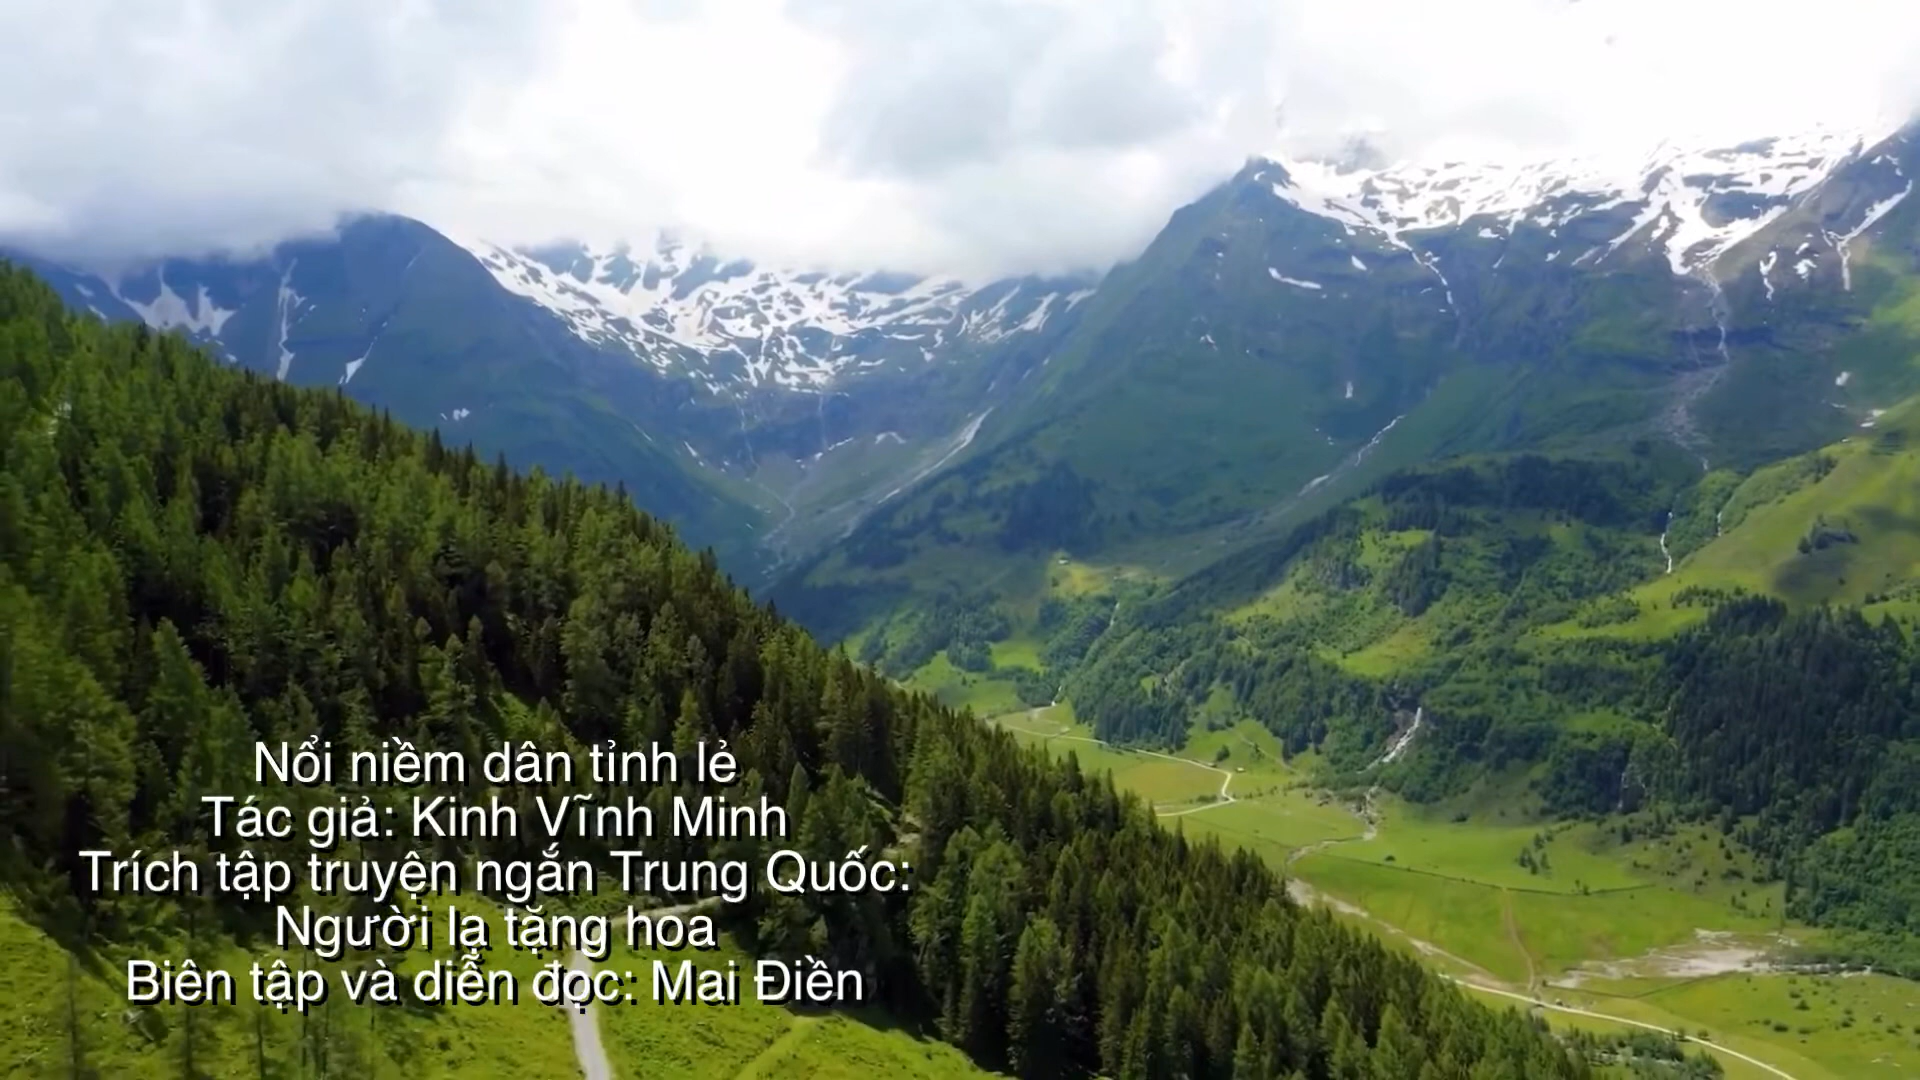 Nổi niềm dân tỉnh lẻ
Tác giả: Kinh Vĩnh Minh
Trích tập truyện ngắn Trung Quốc:
Người lạ tặng hoa
Biên tập và diễn đọc: Mai Điền